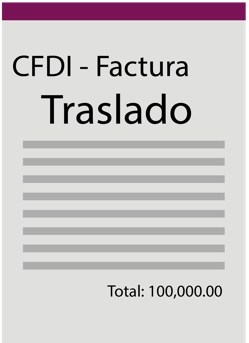 CFDI - Factura
Traslado
Total: 100,000.00